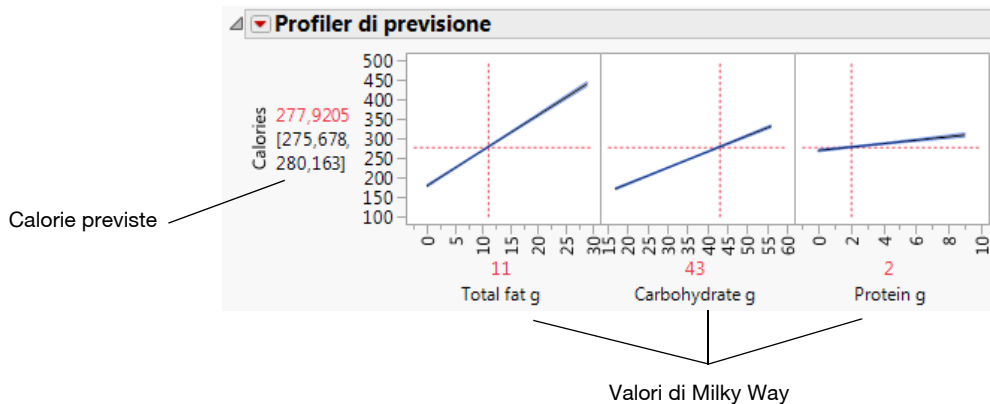 Profiler di previsione
500
450
400
350
300
250
200
150
100
Calories
277,9205
[275,678,
280,163]
Calorie previste
0 5 10 15 20 25 30 15 20 25 30 35 40 45 50 55 60 0 2 4 6 8 10
11 43 2
Total fat g Carbohydrate g Protein g
Valori di Milky Way